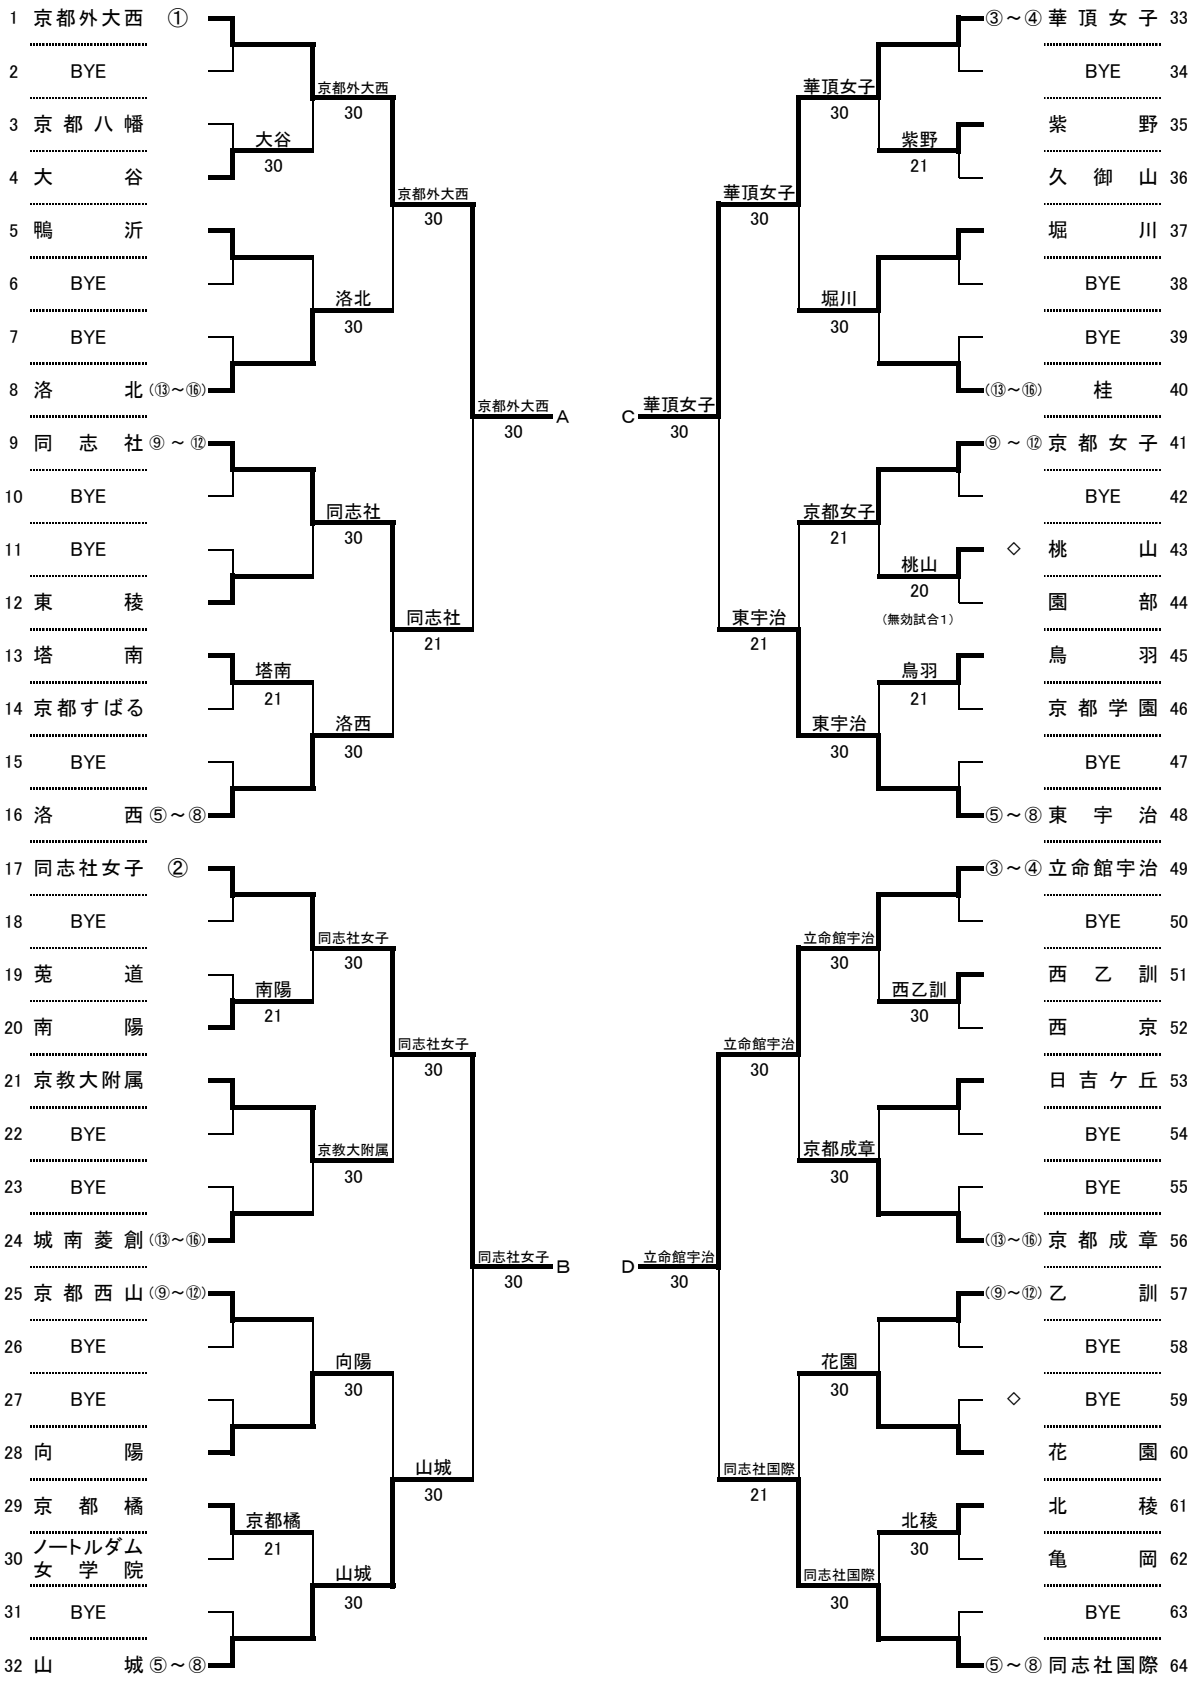 1 京都外大西 ①
2 BYE
3 京都八幡
4 大谷
5 鴨沂
6 BYE
7 BYE
8 洛北 (⑬～⑯)
9 同志社 ⑨～⑫
10 BYE
11 BYE
12 東稜
13 塔南
14 京都すばる
15 BYE
16 洛西 ⑤～⑧
17 同志社女子 ②
18 BYE
19 莵道
20 南陽
21 京教大附属
22 BYE
23 BYE
24 城南菱創 (⑬～⑯)
25 京都西山 (⑨～⑫)
26 BYE
27 BYE
28 向陽
29 京都橘
30 ノートルダム
女学院
31 BYE
32 山城 ⑤～⑧
大谷
30
塔南
21
南陽
21
京都橘
21
京都外大西
30
洛北
30
同志社
30
洛西
30
同志社女子
30
京教大附属
30
向陽
30
山城
30
京都外大西
30
同志社
21
同志社女子
30
山城
30
京都外大西 A
30
同志社女子 B
30
C 華頂女子
30
D 立命館宇治
30
華頂女子
30
東宇治
21
立命館宇治
30
同志社国際
21
華頂女子
30
堀川
30
京都女子
21
東宇治
30
立命館宇治
30
京都成章
30
花園
30
同志社国際
30
紫野
21
桃山
20
(無効試合1)
鳥羽
21
西乙訓
30
北稜
30
③～④ 華頂女子 33
BYE 34
紫野 35
久御山 36
堀川 37
BYE 38
BYE 39
(⑬～⑯) 桂 40
⑨～⑫ 京都女子 41
BYE 42
◇ 桃山 43
園部 44
鳥羽 45
京都学園 46
BYE 47
⑤～⑧ 東宇治 48
③～④ 立命館宇治 49
BYE 50
西乙訓 51
西京 52
日吉ケ丘 53
BYE 54
BYE 55
(⑬～⑯) 京都成章 56
(⑨～⑫) 乙訓 57
BYE 58
◇ BYE 59
花園 60
北稜 61
亀岡 62
BYE 63
⑤～⑧ 同志社国際 64